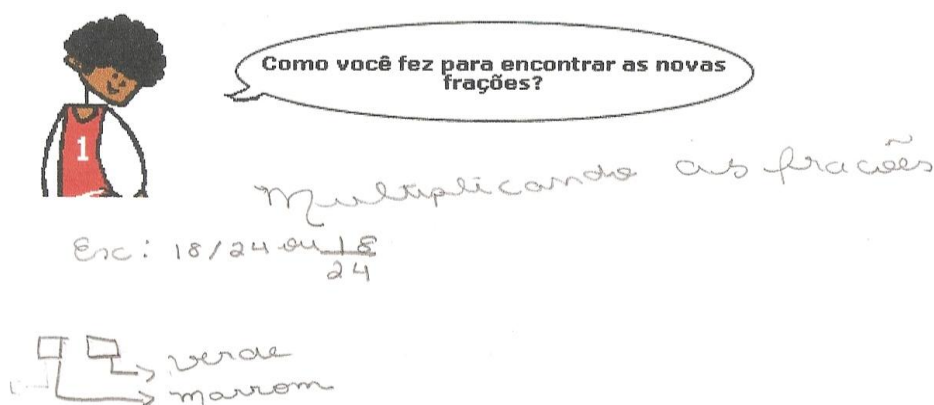 Como você fez para encontrar as novas
frações?
1
Multiplicando as frações
Ex: 18/24 ou 18
24
verde
marrom